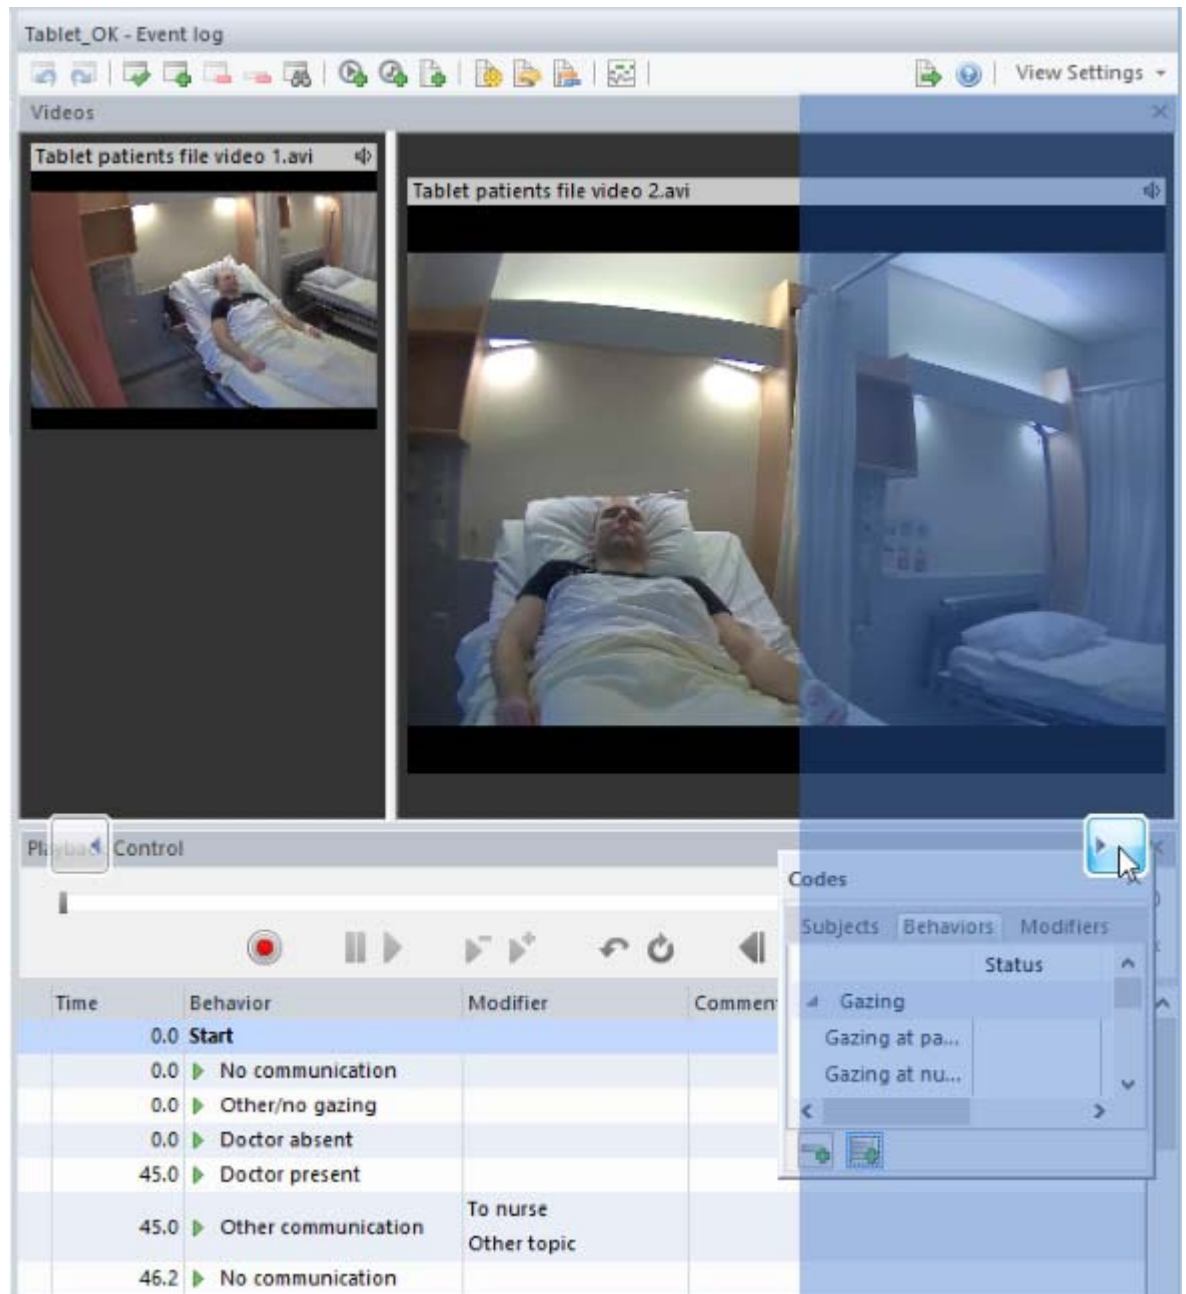 Tablet_OK - Event log
View Settings
Videos
Tablet patients file video 1.avi
Tablet patients file video 2.avi
Playback Control
Codes
Subjects Behaviors Modifiers
Status
Gazing
Gazing at pa...
Gazing at nu...
Time Behavior Modifier Commen
0.0 Start
0.0 No communication
0.0 Other/no gazing
0.0 Doctor absent
45.0 Doctor present
45.0 Other communication To nurse
Other topic
46.2 No communication